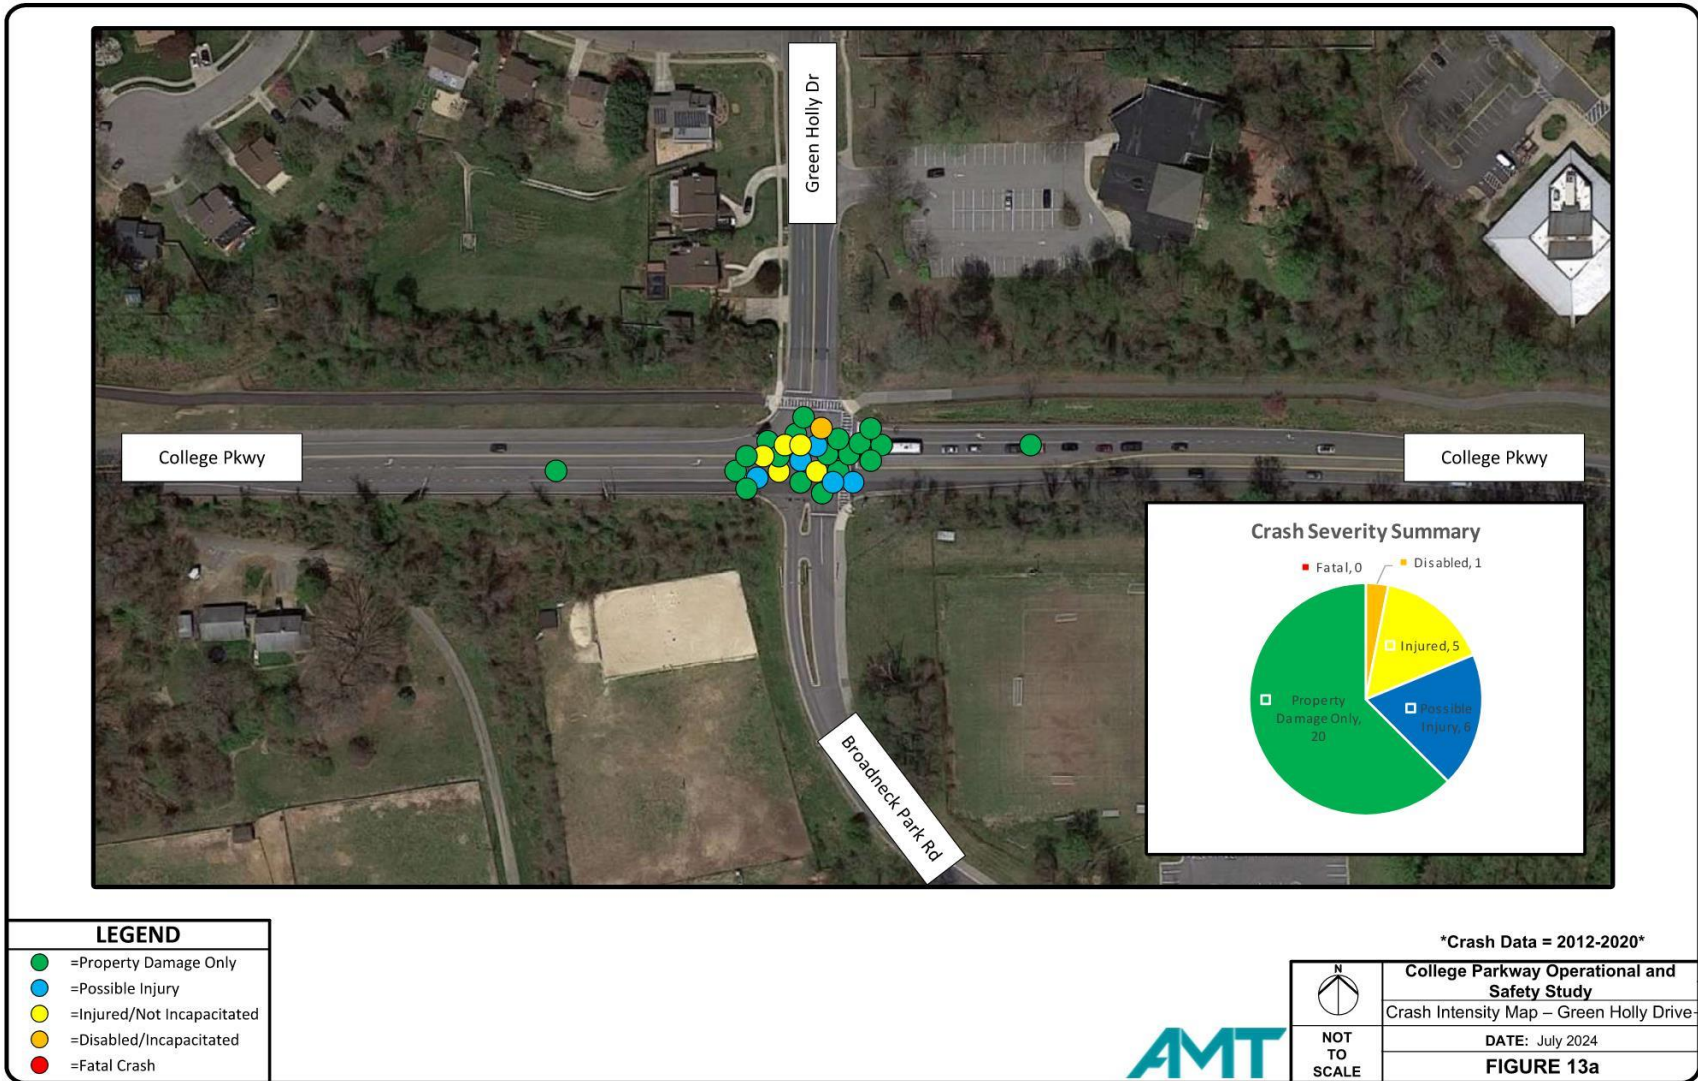 Green Holly Dr
College Pkwy
College Pkwy
Broadneck Park Rd
Crash Severity Summary
Fatal, 0
Disabled, 1
Injured, 5
Possible
Injury, 6
Property
Damage Only,
20
LEGEND
=Property Damage Only
=Possible Injury
=Injured/Not Incapacitated
=Disabled/Incapacitated
=Fatal Crash
*Crash Data = 2012-2020*
AMT
N
NOT
TO
SCALE
College Parkway Operational and
Safety Study
Crash Intensity Map – Green Holly Drive-
DATE: July 2024
FIGURE 13a